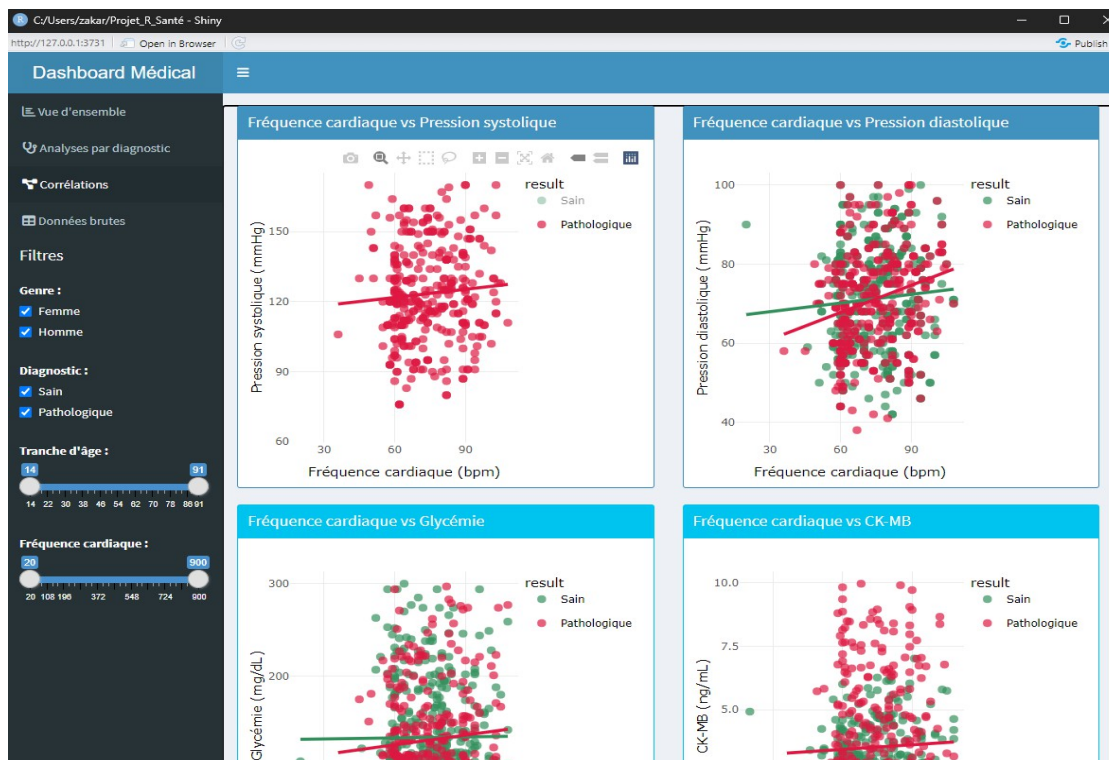 C:/Users/zakar/Projet_R_Santé - Shiny
http://127.0.0.1:3731 Open in Browser Publish
Dashboard Médical
Vue d'ensemble
Analyses par diagnostic
Corrélations
Données brutes
Filtres
Genre :
Femme
Homme
Diagnostic :
Sain
Pathologique
Tranche d'âge :
14 91
14 22 30 38 46 54 62 70 78 86 91
Fréquence cardiaque :
20 900
20 108 196 372 548 724 900
Fréquence cardiaque vs Pression systolique
result
Sain
Pathologique
Pression systolique (mmHg)
150
120
90
60
30 60 90
Fréquence cardiaque (bpm)
Fréquence cardiaque vs Pression diastolique
result
Sain
Pathologique
Pression diastolique (mmHg)
100
80
60
40
30 60 90
Fréquence cardiaque (bpm)
Fréquence cardiaque vs Glycémie
result
Sain
Pathologique
Glycémie (mg/dL)
300
200
Fréquence cardiaque vs CK-MB
result
Sain
Pathologique
CK-MB (ng/mL)
10.0
7.5
5.0